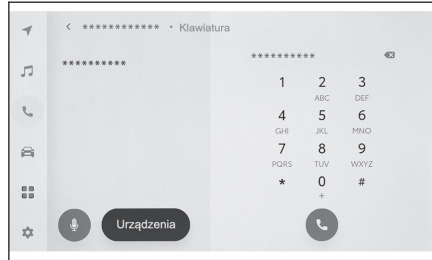 < ************ • Klawiatura
**********
**********
1 2 3
ABC DEF
4 5 6
GHI JKL MNO
7 8 9
PQRS TUV WXYZ
* 0 #
+
Urządzenia